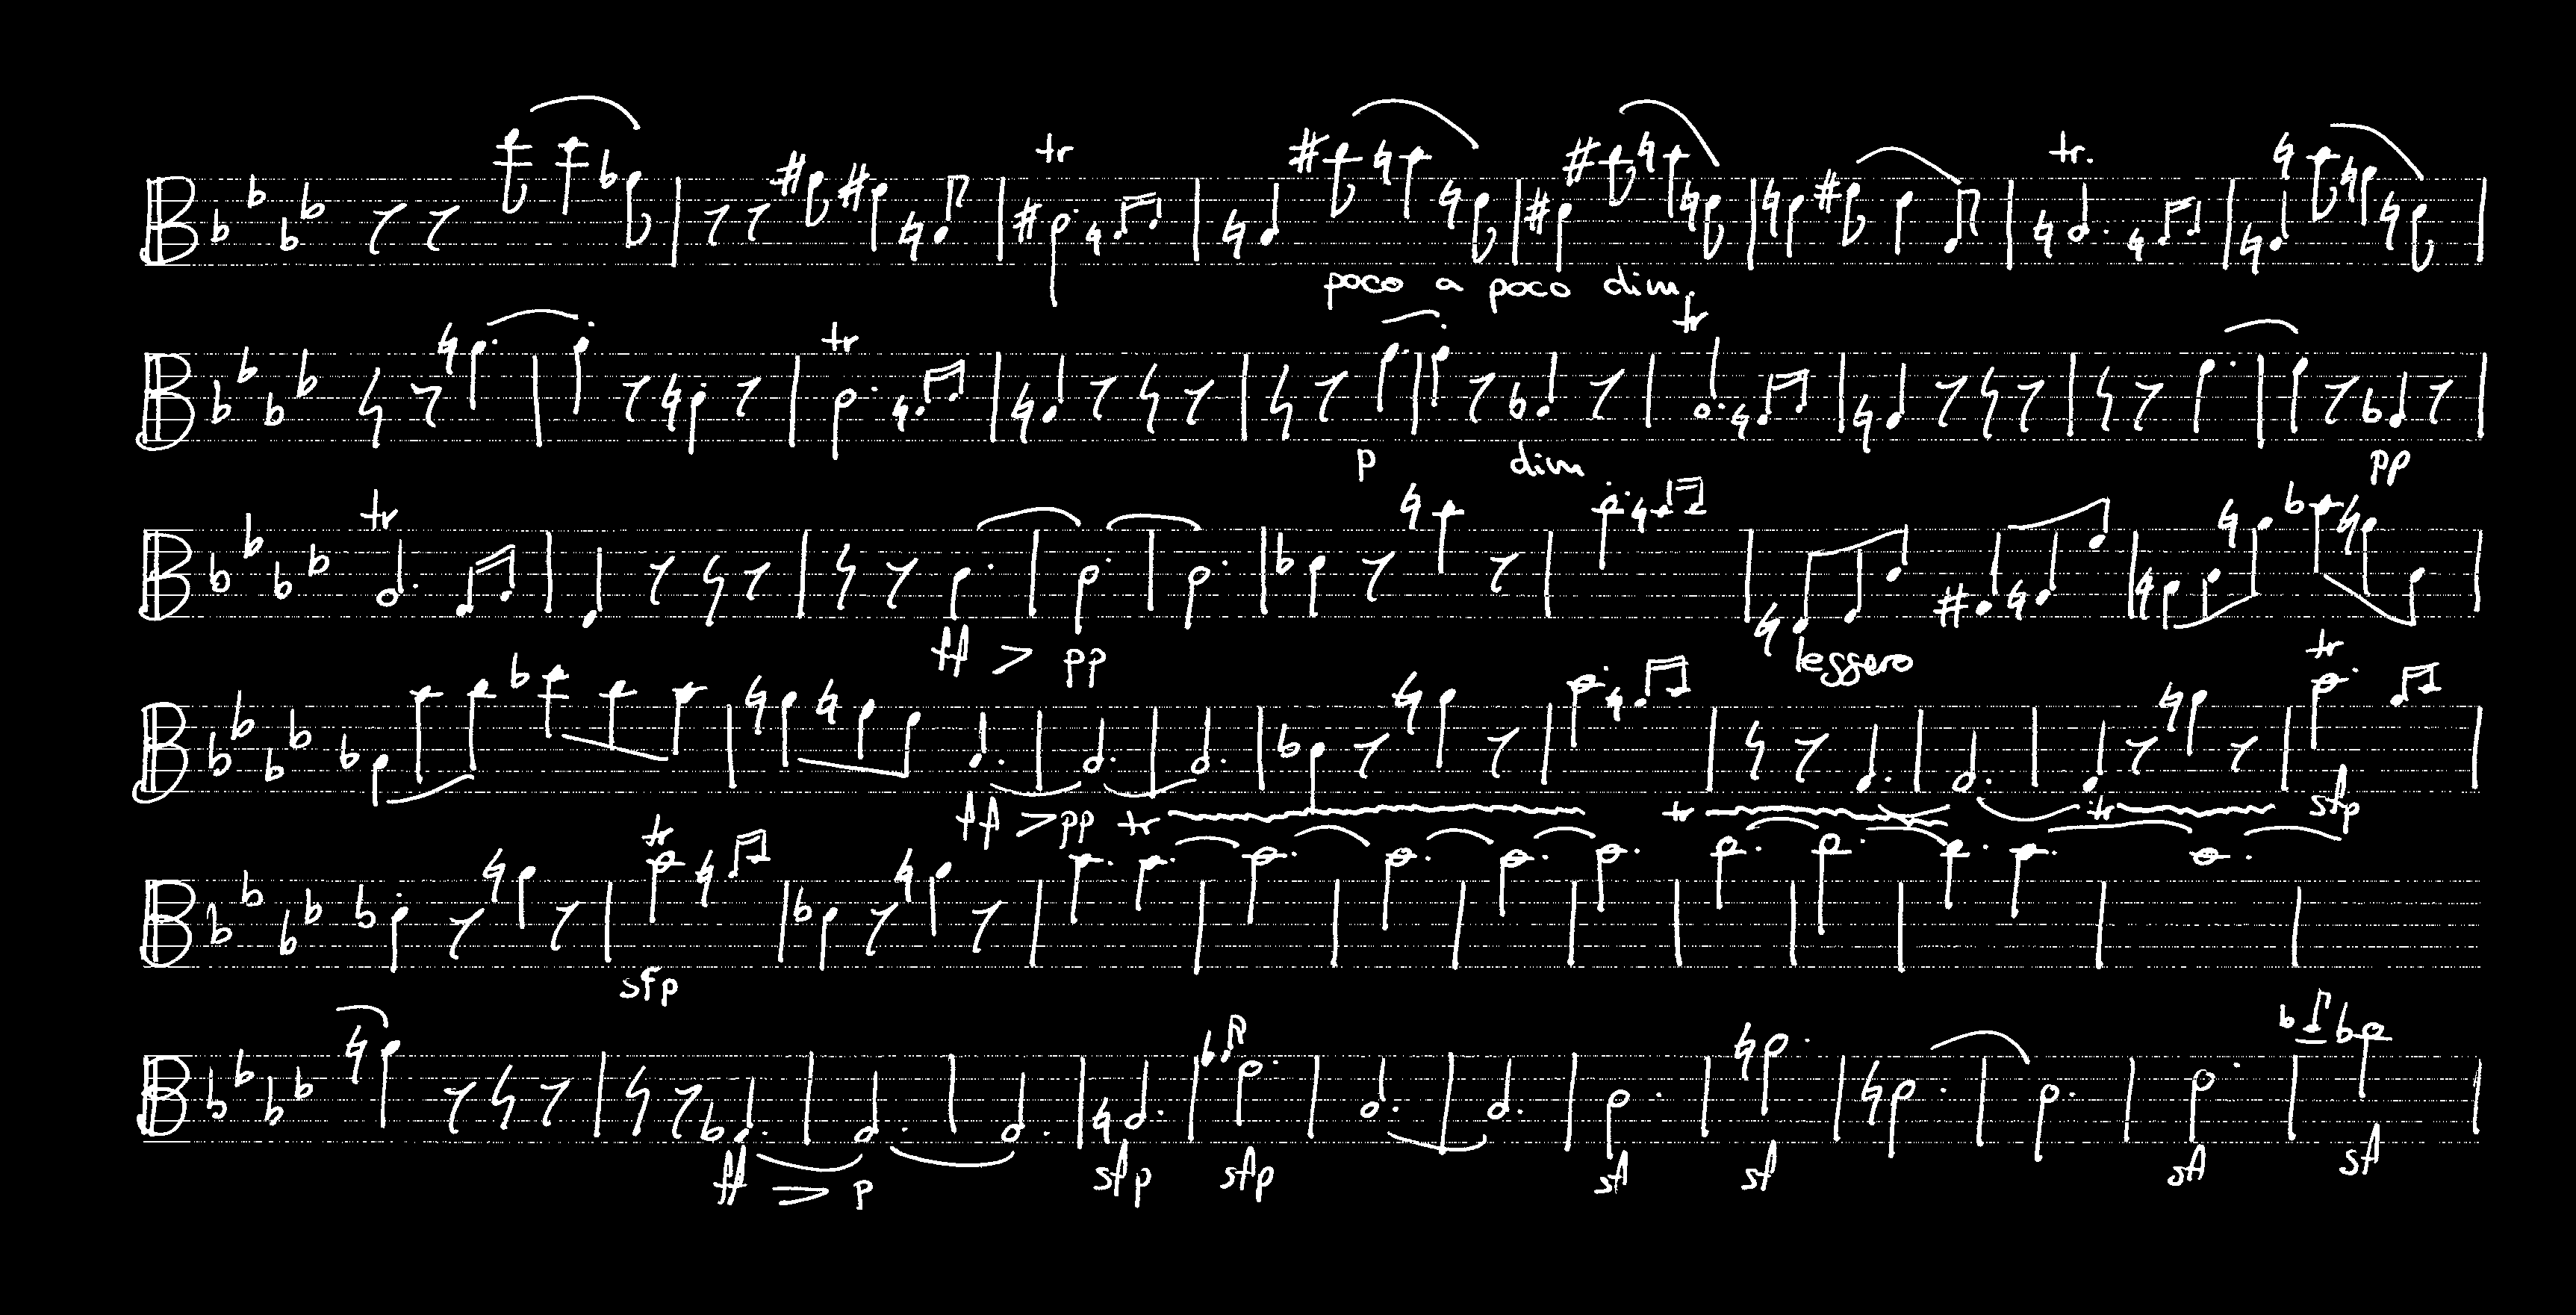 tr tr.
poco a poco dim.
tr tr
p dim pp
tr
ff > pp leggero
tr
ff > pp tr tr tr sfp
tr
sfp
ff > p sfp sfp sf sf sf sf